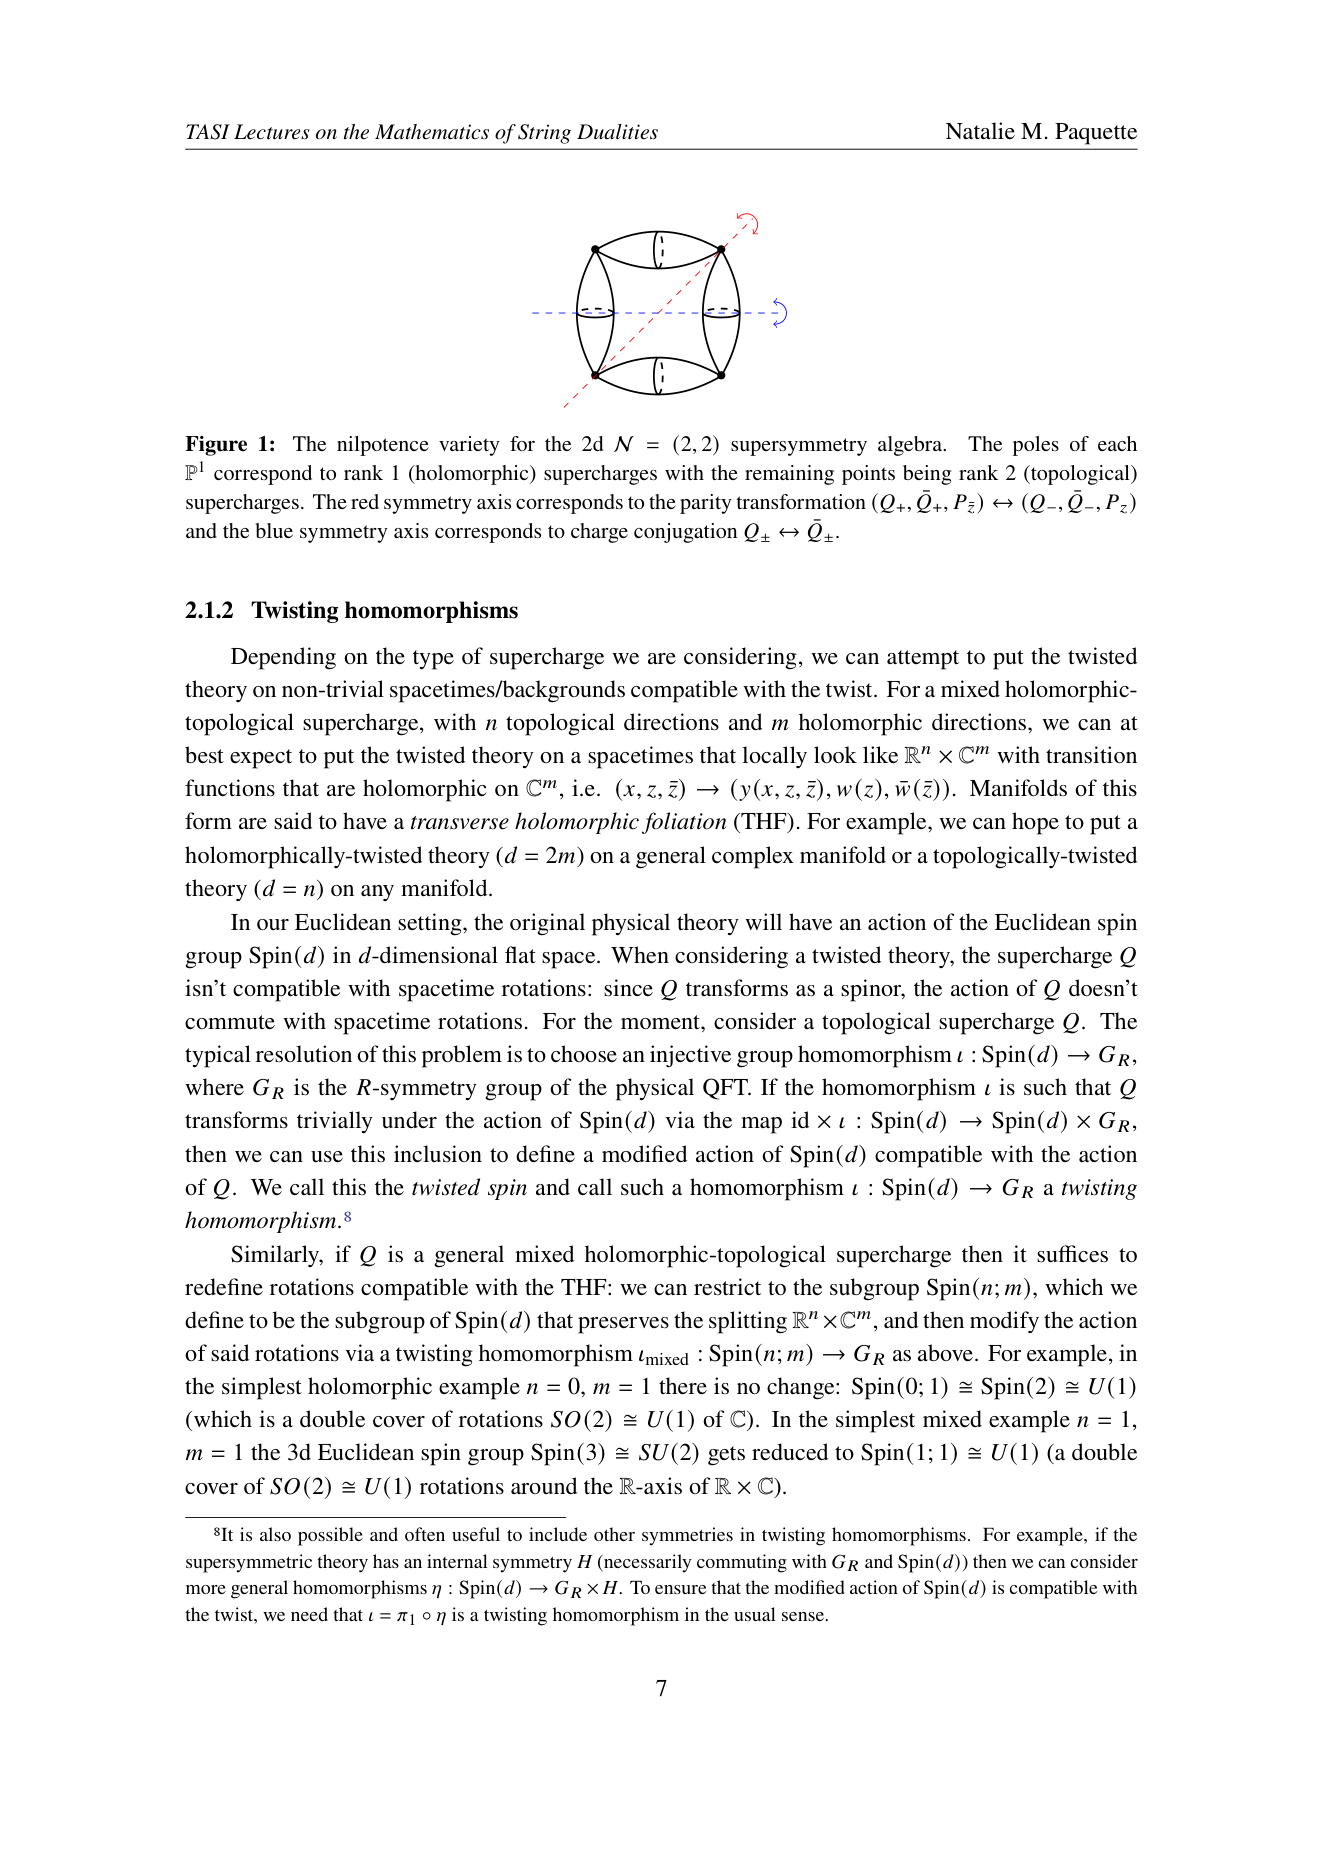 TASI Lectures on the Mathematics of String Dualities Natalie M. Paquette
Figure 1: The nilpotence variety for the 2d 𝒩 = (2, 2) supersymmetry algebra. The poles of each
ℙ¹ correspond to rank 1 (holomorphic) supercharges with the remaining points being rank 2 (topological)
supercharges. The red symmetry axis corresponds to the parity transformation (Q₊, Q̄₊, P_z̄) ↔ (Q₋, Q̄₋, P_z)
and the blue symmetry axis corresponds to charge conjugation Q± ↔ Q̄±.
2.1.2 Twisting homomorphisms
Depending on the type of supercharge we are considering, we can attempt to put the twisted
theory on non-trivial spacetimes/backgrounds compatible with the twist. For a mixed holomorphic-
topological supercharge, with n topological directions and m holomorphic directions, we can at
best expect to put the twisted theory on a spacetimes that locally look like ℝⁿ × ℂᵐ with transition
functions that are holomorphic on ℂᵐ, i.e. (x, z, z̄) → (y(x, z, z̄), w(z), w̄(z̄)). Manifolds of this
form are said to have a transverse holomorphic foliation (THF). For example, we can hope to put a
holomorphically-twisted theory (d = 2m) on a general complex manifold or a topologically-twisted
theory (d = n) on any manifold.
In our Euclidean setting, the original physical theory will have an action of the Euclidean spin
group Spin(d) in d-dimensional flat space. When considering a twisted theory, the supercharge Q
isn't compatible with spacetime rotations: since Q transforms as a spinor, the action of Q doesn't
commute with spacetime rotations. For the moment, consider a topological supercharge Q. The
typical resolution of this problem is to choose an injective group homomorphism ι : Spin(d) → G_R,
where G_R is the R-symmetry group of the physical QFT. If the homomorphism ι is such that Q
transforms trivially under the action of Spin(d) via the map id × ι : Spin(d) → Spin(d) × G_R,
then we can use this inclusion to define a modified action of Spin(d) compatible with the action
of Q. We call this the twisted spin and call such a homomorphism ι : Spin(d) → G_R a twisting
homomorphism.⁸
Similarly, if Q is a general mixed holomorphic-topological supercharge then it suffices to
redefine rotations compatible with the THF: we can restrict to the subgroup Spin(n; m), which we
define to be the subgroup of Spin(d) that preserves the splitting ℝⁿ×ℂᵐ, and then modify the action
of said rotations via a twisting homomorphism ι_mixed : Spin(n; m) → G_R as above. For example, in
the simplest holomorphic example n = 0, m = 1 there is no change: Spin(0; 1) ≅ Spin(2) ≅ U(1)
(which is a double cover of rotations SO(2) ≅ U(1) of ℂ). In the simplest mixed example n = 1,
m = 1 the 3d Euclidean spin group Spin(3) ≅ SU(2) gets reduced to Spin(1; 1) ≅ U(1) (a double
cover of SO(2) ≅ U(1) rotations around the ℝ-axis of ℝ × ℂ).
⁸It is also possible and often useful to include other symmetries in twisting homomorphisms. For example, if the
supersymmetric theory has an internal symmetry H (necessarily commuting with G_R and Spin(d)) then we can consider
more general homomorphisms η : Spin(d) → G_R × H. To ensure that the modified action of Spin(d) is compatible with
the twist, we need that ι = π₁ ∘ η is a twisting homomorphism in the usual sense.
7